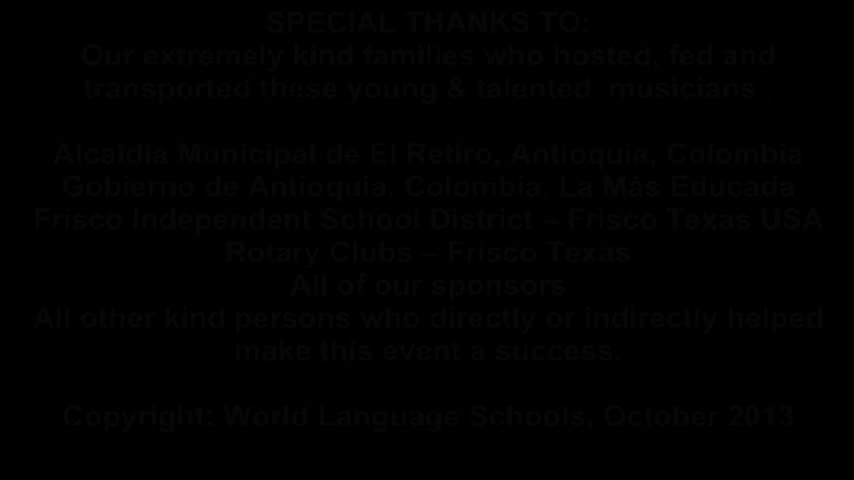 SPECIAL THANKS TO:
Our extremely kind families who hosted, fed and
transported these young & talented musicians .
Alcaldia Municipal de El Retiro, Antioquia, Colombia
Gobierno de Antioquia, Colombia, La Más Educada
Frisco Independent School District – Frisco Texas USA
Rotary Clubs – Frisco Texas
All of our sponsors
All other kind persons who directly or indirectly helped
make this event a success.
Copyright: World Language Schools, October 2013